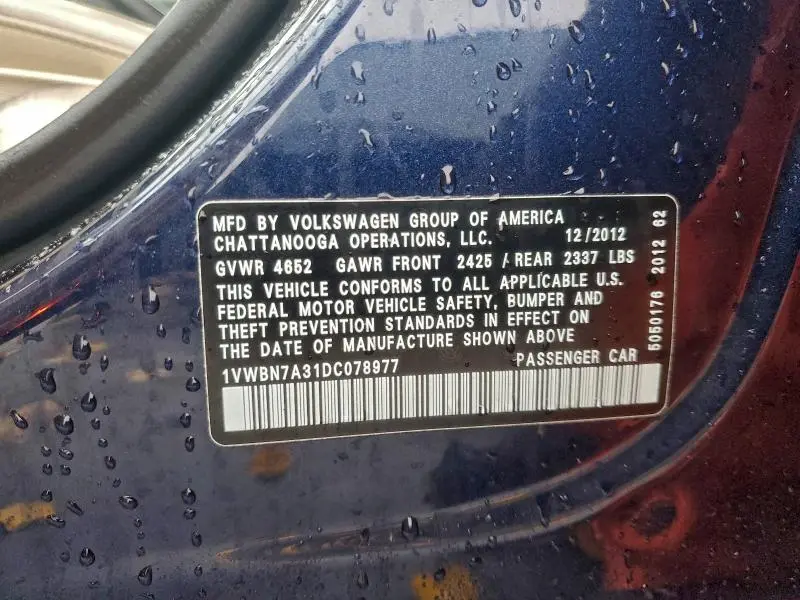 MFD BY VOLKSWAGEN GROUP OF AMERICA
CHATTANOOGA OPERATIONS, LLC. 12/2012
GVWR 4652 GAWR FRONT 2425 / REAR 2337 LBS
THIS VEHICLE CONFORMS TO ALL APPLICABLE U.S.
FEDERAL MOTOR VEHICLE SAFETY, BUMPER AND
THEFT PREVENTION STANDARDS IN EFFECT ON
THE DATE OF MANUFACTURE SHOWN ABOVE
1VWBN7A31DC078977 PASSENGER CAR
5050176 2012 62